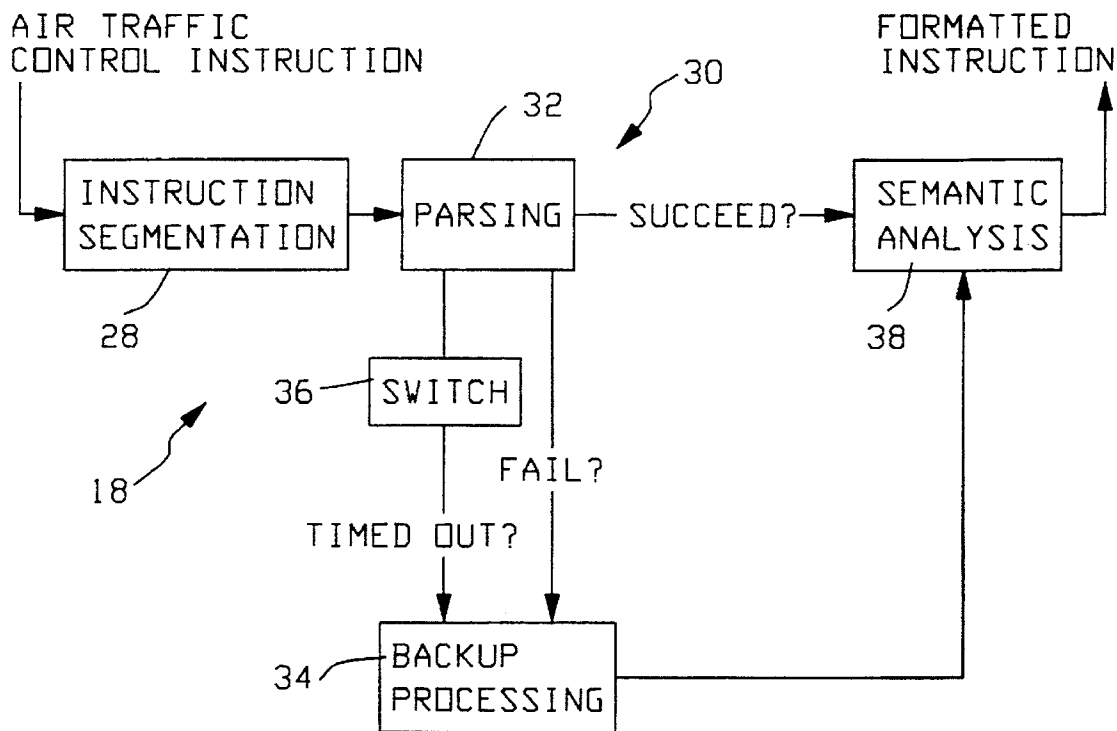 AIR TRAFFIC
CONTROL INSTRUCTION
FORMATTED
INSTRUCTION
30
32
INSTRUCTION
SEGMENTATION
PARSING
SUCCEED?
SEMANTIC
ANALYSIS
28
38
36
SWITCH
18
FAIL?
TIMED OUT?
34
BACKUP
PROCESSING